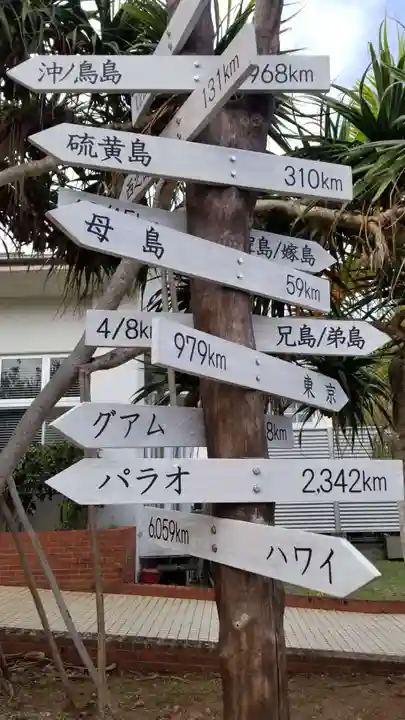 沖ノ鳥島 968km
131km
硫黄島 310km
島/嫁島
母島 59km
4/8k 兄島/弟島
979km 東京
グアム 8km
パラオ 2,342km
6,059km ハワイ